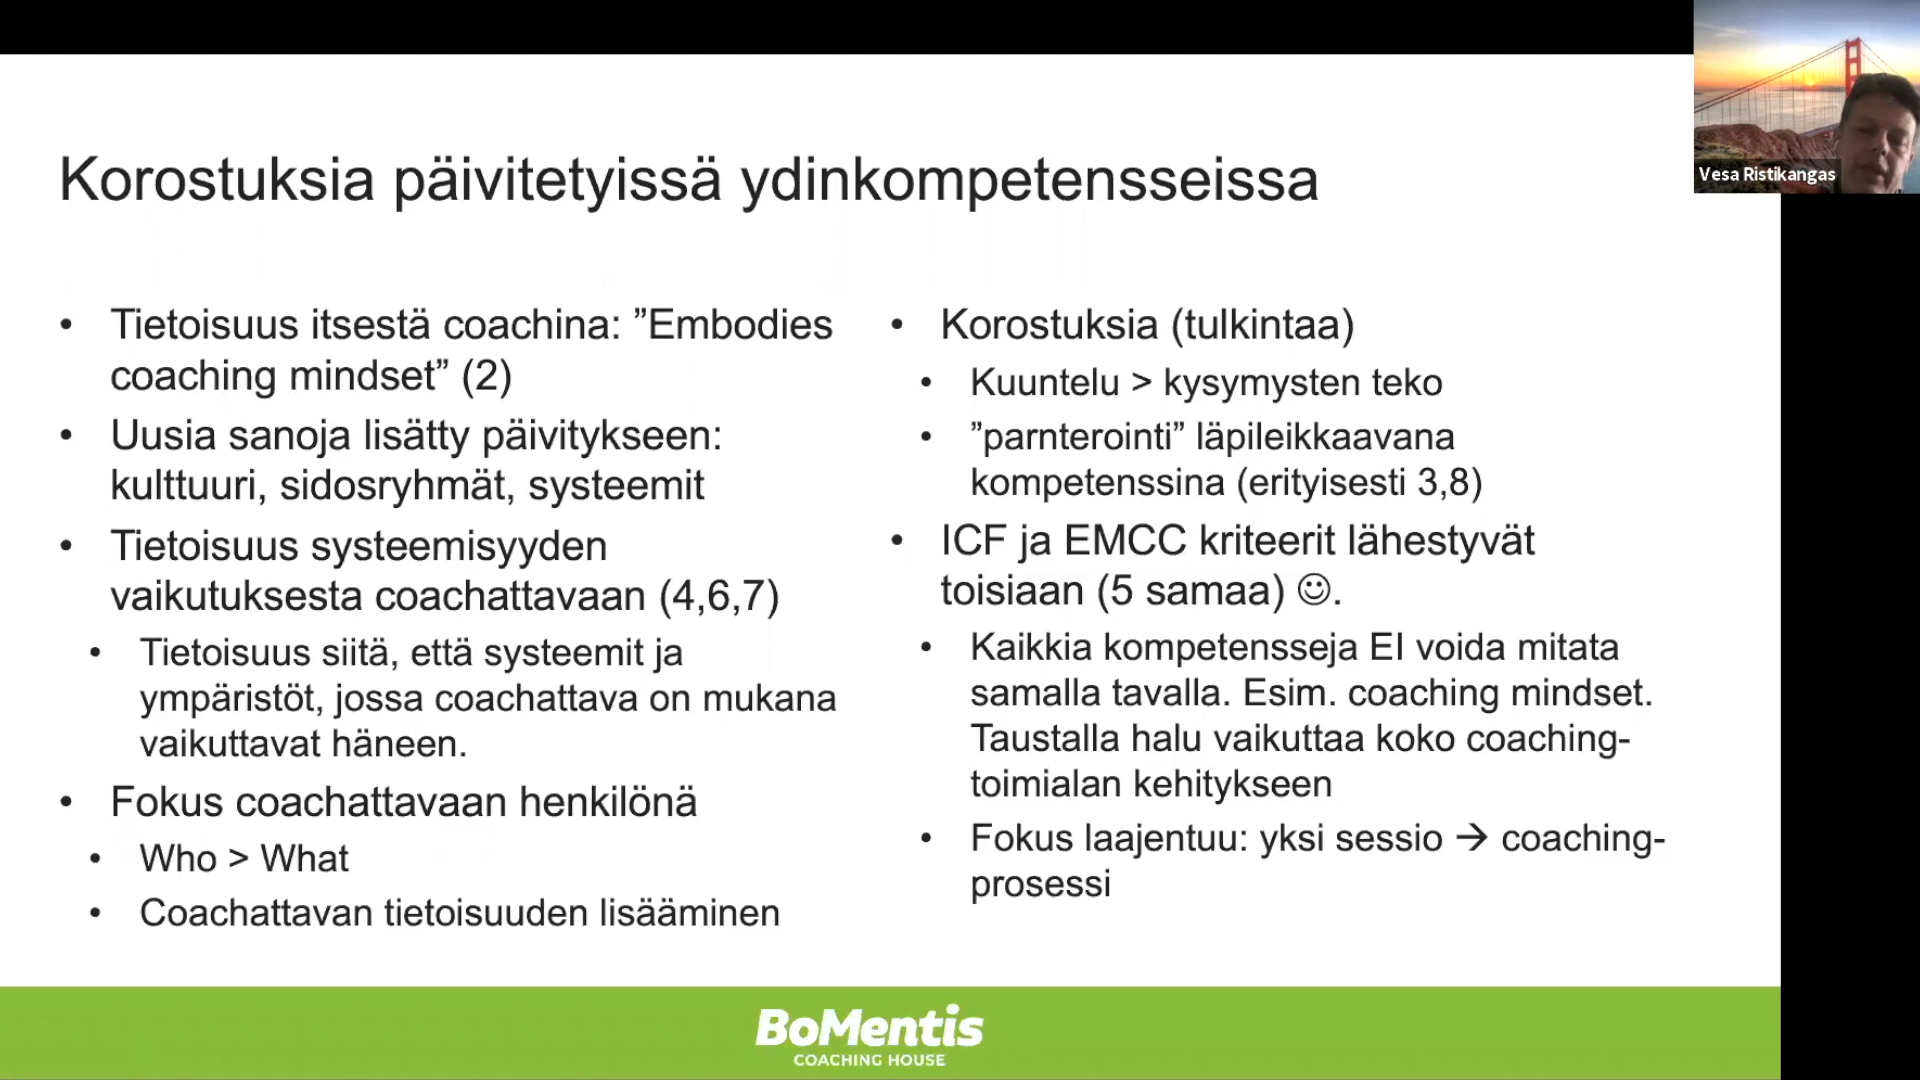 Korostuksia päivitetyissä ydinkompetensseissa
• Tietoisuus itsestä coachina: ”Embodies
coaching mindset” (2)
• Uusia sanoja lisätty päivitykseen:
kulttuuri, sidosryhmät, systeemit
• Tietoisuus systeemisyyden
vaikutuksesta coachattavaan (4,6,7)
• Tietoisuus siitä, että systeemit ja
ympäristöt, jossa coachattava on mukana
vaikuttavat häneen.
• Fokus coachattavaan henkilönä
• Who > What
• Coachattavan tietoisuuden lisääminen
• Korostuksia (tulkintaa)
• Kuuntelu > kysymysten teko
• ”parnterointi” läpileikkaavana
kompetenssina (erityisesti 3,8)
• ICF ja EMCC kriteerit lähestyvät
toisiaan (5 samaa) ☺.
• Kaikkia kompetensseja EI voida mitata
samalla tavalla. Esim. coaching mindset.
Taustalla halu vaikuttaa koko coaching-
toimialan kehitykseen
• Fokus laajentuu: yksi sessio → coaching-
prosessi
Vesa Ristikangas
BoMentis
COACHING HOUSE